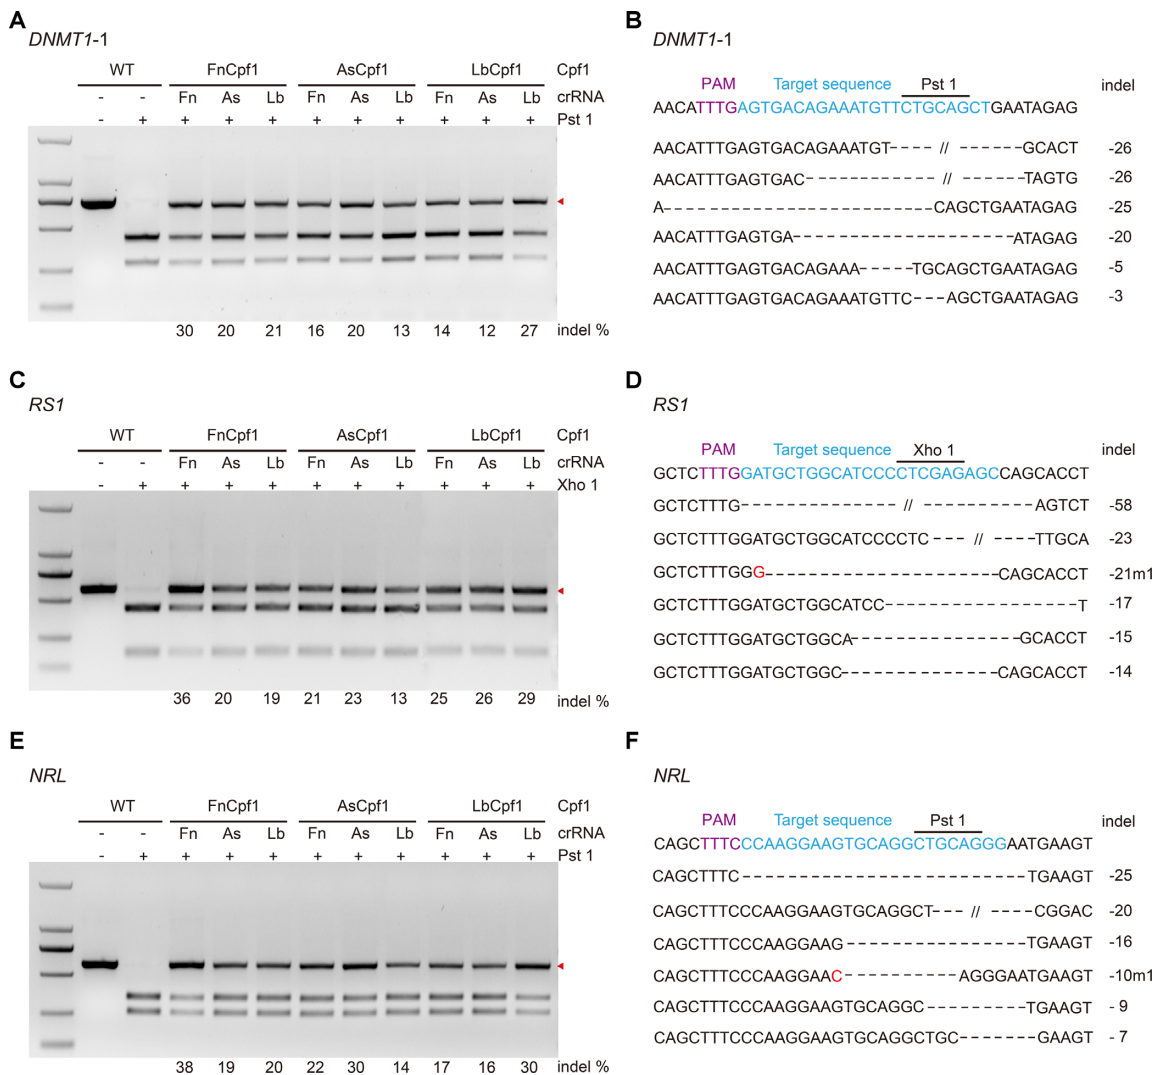 A
DNMT1-1
WT FnCpf1 AsCpf1 LbCpf1 Cpf1
- - Fn As Lb Fn As Lb Fn As Lb crRNA
- + + + + + + + + + + Pst 1
30 20 21 16 20 13 14 12 27 indel %
B
DNMT1-1
PAM Target sequence Pst 1 indel
AACATTTGAGTGACAGAAATGTTCTGCAGCTGAATAGAG
AACATTTGAGTGACAGAAATGT----- // ------GCACT -26
AACATTTGAGTGAC--------------- // -------TAGTG -26
A-------------------------CAGCTGAATAGAG -25
AACATTTGAGTGA--------------------ATAGAG -20
AACATTTGAGTGACAGAAA-----TGCAGCTGAATAGAG -5
AACATTTGAGTGACAGAAATGTTC---AGCTGAATAGAG -3
C
RS1
WT FnCpf1 AsCpf1 LbCpf1 Cpf1
- - Fn As Lb Fn As Lb Fn As Lb crRNA
- + + + + + + + + + + Xho 1
36 20 19 21 23 13 25 26 29 indel %
D
RS1
PAM Target sequence Xho 1 indel
GCTCTTTGGATGCTGGCATCCCCTCGAGAGCCAGCACCT
GCTCTTTG--------------- // ------------AGTCT -58
GCTCTTTGGATGCTGGCATCCCCTC--- // ----TTGCA -23
GCTCTTTGGG---------------------CAGCACCT -21m1
GCTCTTTGGATGCTGGCATCC-----------------T -17
GCTCTTTGGATGCTGGCA---------------GCACCT -15
GCTCTTTGGATGCTGGC--------------CAGCACCT -14
E
NRL
WT FnCpf1 AsCpf1 LbCpf1 Cpf1
- - Fn As Lb Fn As Lb Fn As Lb crRNA
- + + + + + + + + + + Pst 1
38 19 20 22 30 14 17 16 30 indel %
F
NRL
PAM Target sequence Pst 1 indel
CAGCTTTCCCAAGGAAGTGCAGGCTGCAGGGAATGAAGT
CAGCTTTC-------------------------TGAAGT -25
CAGCTTTCCCAAGGAAGTGCAGGCT--- // ----CGGAC -20
CAGCTTTCCCAAGGAAG----------------TGAAGT -16
CAGCTTTCCCAAGGAAC----------AGGGAATGAAGT -10m1
CAGCTTTCCCAAGGAAGTGCAGGC---------TGAAGT - 9
CAGCTTTCCCAAGGAAGTGCAGGCTGC-------GAAGT - 7